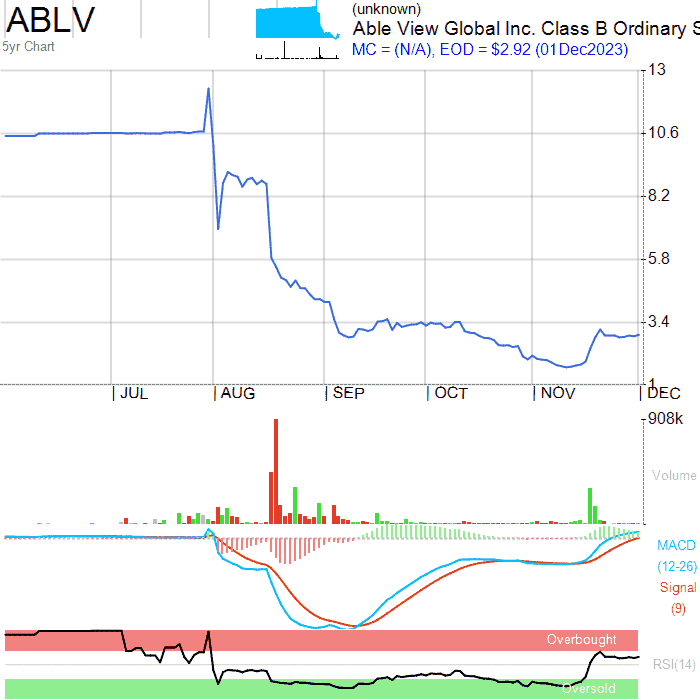 ABLV
(unknown)
Able View Global Inc. Class B Ordinary S
5yr Chart
MC = (N/A), EOD = $2.92 (01Dec2023)
13
10.6
8.2
5.8
3.4
1
JUL AUG SEP OCT NOV DEC
908k
Volume
MACD
(12-26)
Signal
(9)
Overbought
RSI(14)
Oversold